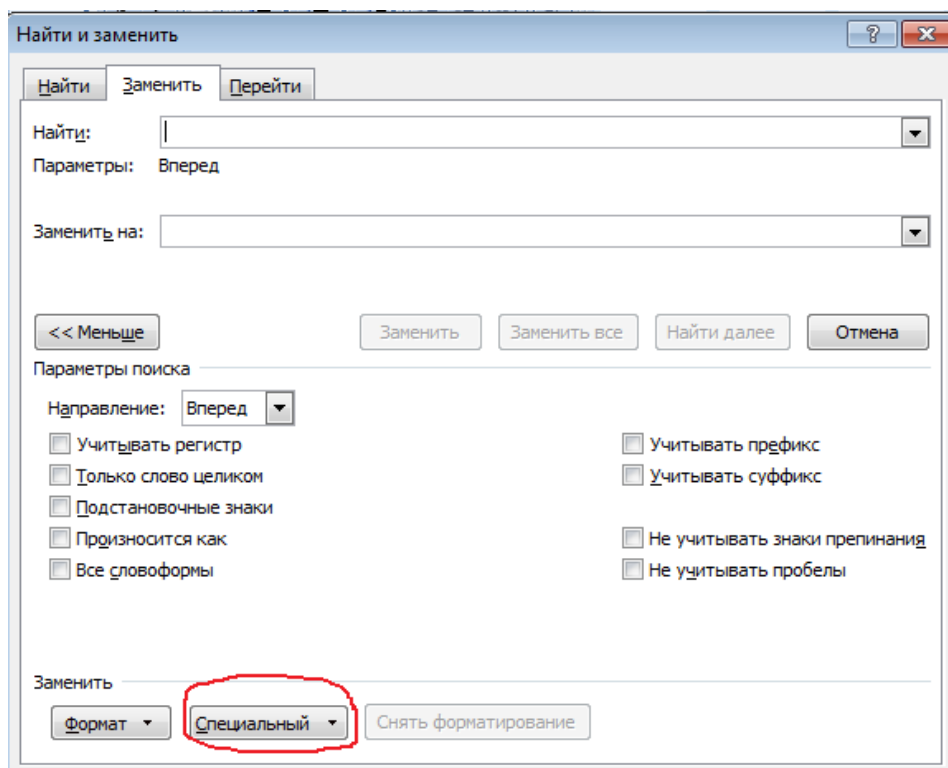 Найти и заменить
Найти Заменить Перейти
Найти:
Параметры: Вперед
Заменить на:
<< Меньше Заменить Заменить все Найти далее Отмена
Параметры поиска
Направление: Вперед
Учитывать регистр Учитывать префикс
Только слово целиком Учитывать суффикс
Подстановочные знаки
Произносится как Не учитывать знаки препинания
Все словоформы Не учитывать пробелы
Заменить
Формат Специальный Снять форматирование